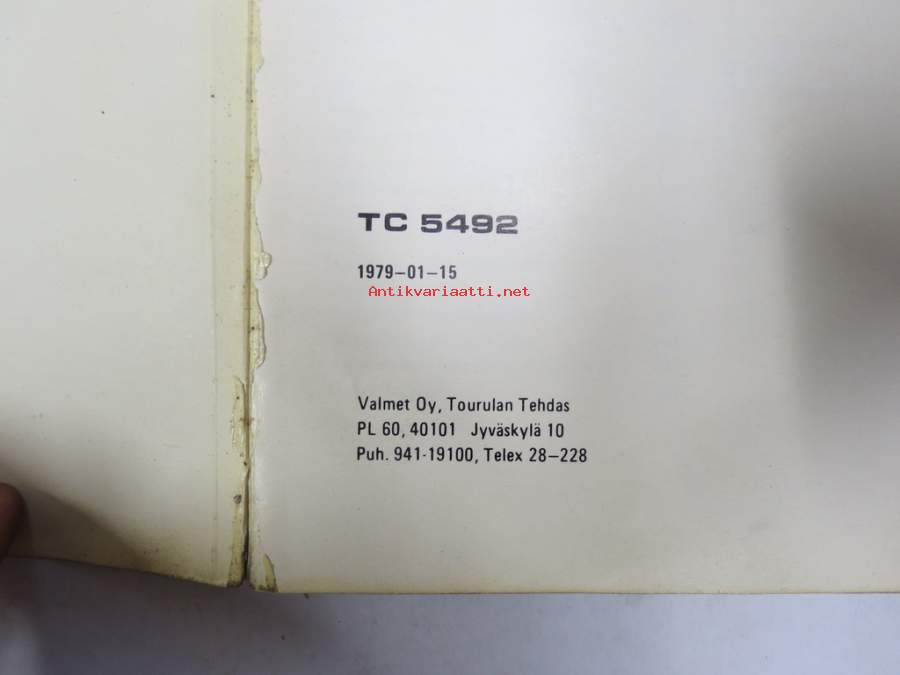 TC 5492
1979-01-15
Antikvariaatti.net
Valmet Oy, Tourulan Tehdas
PL 60, 40101 Jyväskylä 10
Puh. 941-19100, Telex 28-228